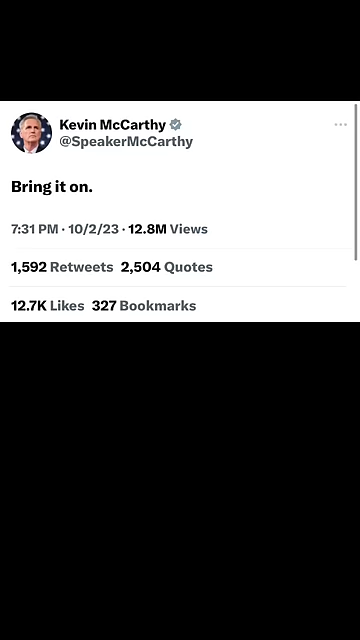 Kevin McCarthy
@SpeakerMcCarthy
Bring it on.
7:31 PM · 10/2/23 · 12.8M Views
1,592 Retweets 2,504 Quotes
12.7K Likes 327 Bookmarks